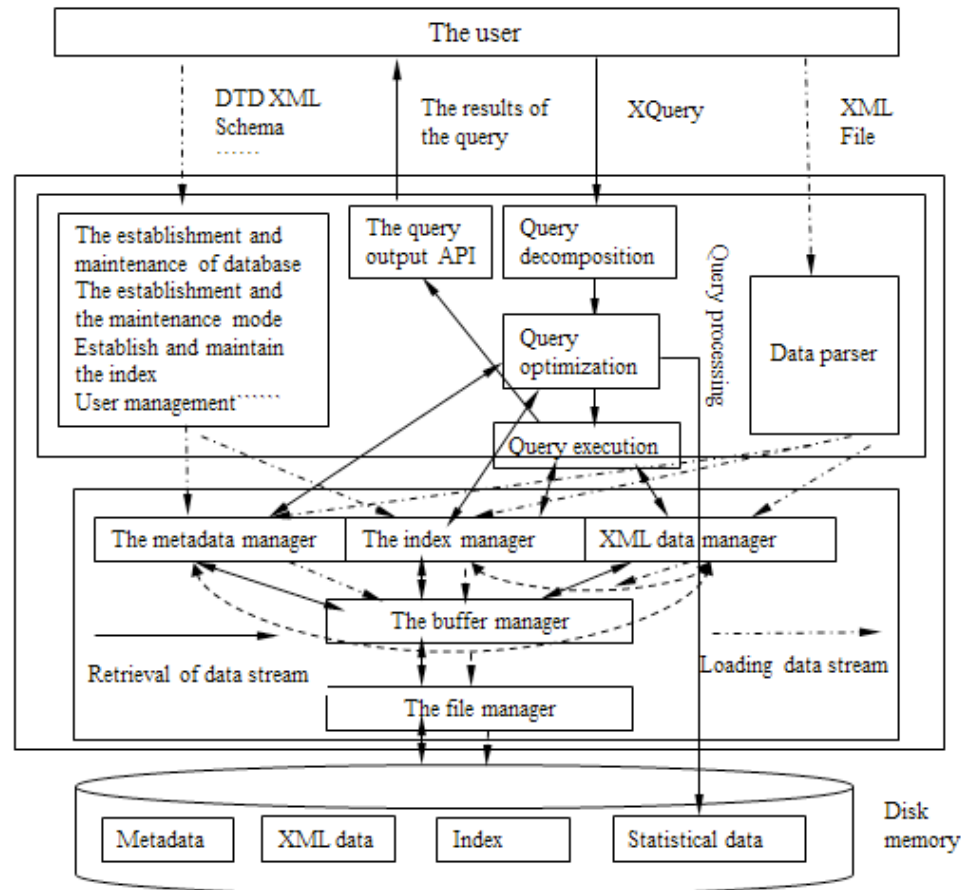 The user
DTD XML
Schema
......
The results of
the query
XQuery
XML
File
The establishment and
maintenance of database
The establishment and
the maintenance mode
Establish and maintain
the index
User management``````
The query
output API
Query
decomposition
Query
optimization
Query execution
Query processing
Data parser
The metadata manager
The index manager
XML data manager
The buffer manager
Retrieval of data stream
Loading data stream
The file manager
Metadata
XML data
Index
Statistical data
Disk
memory